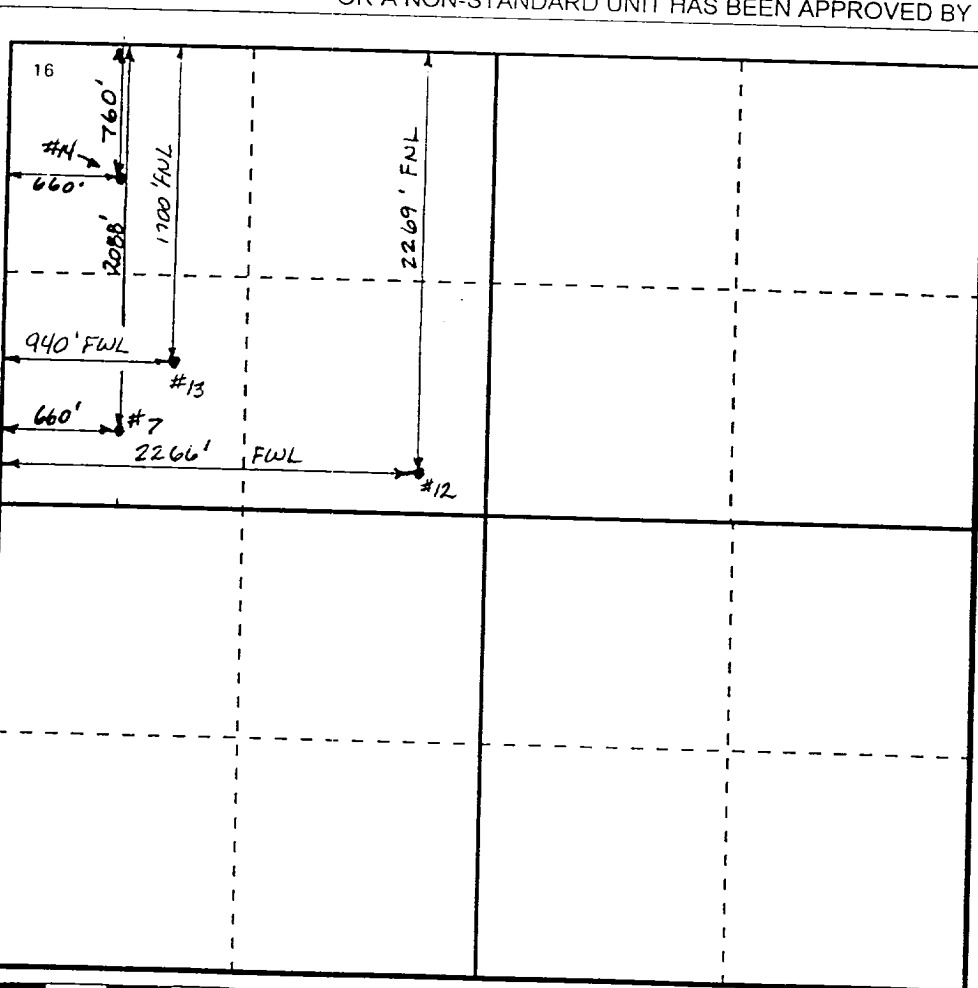 OR A NON-STANDARD UNIT HAS BEEN APPROVED BY
16
760'
#14
660'
2088'
1700' FNL
2269' FNL
940' FWL
#13
660'
#7
2266' FWL
#12